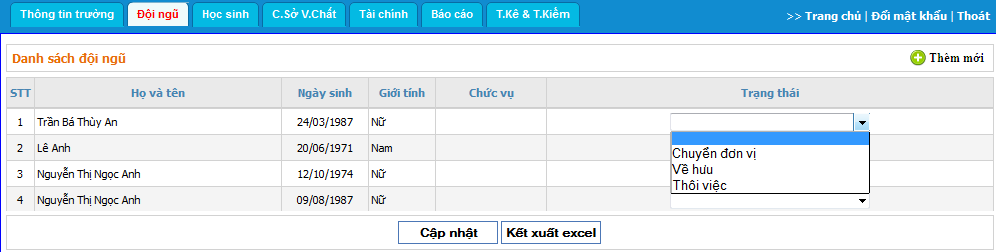 Thông tin trường Đội ngũ Học sinh C.Sở V.Chất Tài chính Báo cáo T.Kê & T.Kiếm >> Trang chủ | Đổi mật khẩu | Thoát
Danh sách đội ngũ Thêm mới
STT Họ và tên Ngày sinh Giới tính Chức vụ Trạng thái
1 Trần Bá Thùy An 24/03/1987 Nữ
2 Lê Anh 20/06/1971 Nam
Chuyển đơn vị
3 Nguyễn Thị Ngọc Anh 12/10/1974 Nữ Về hưu
Thôi việc
4 Nguyễn Thị Ngọc Anh 09/08/1987 Nữ
Cập nhật Kết xuất excel